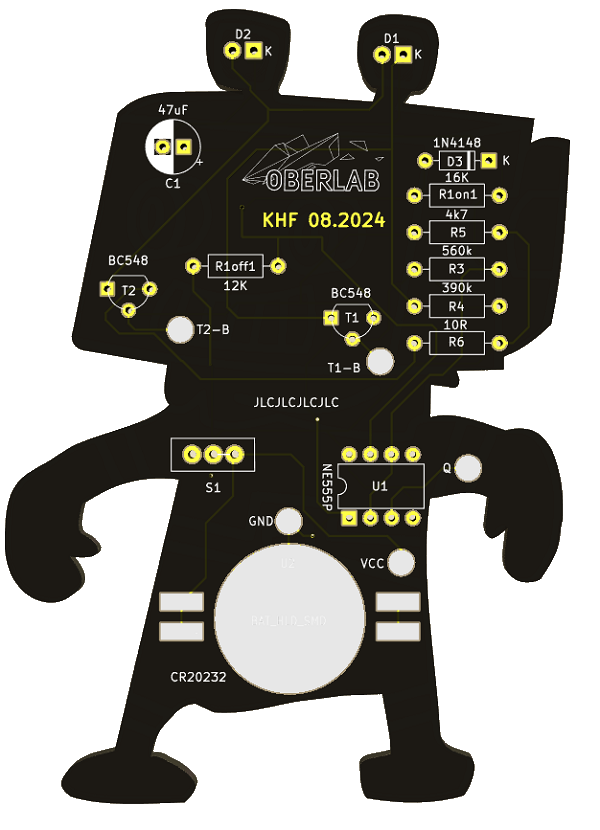 D2
K
D1
K
47uF
+
C1
1N4148
D3
K
16K
R1on1
4k7
R5
560k
R3
390k
R4
10R
R6
OBERLAB
KHF 08.2024
BC548
T2
R1off1
12K
BC548
T1
T2-B
T1-B
JLCJLCJLCJLC
S1
NE555P
U1
Q
GND
VCC
CR20232